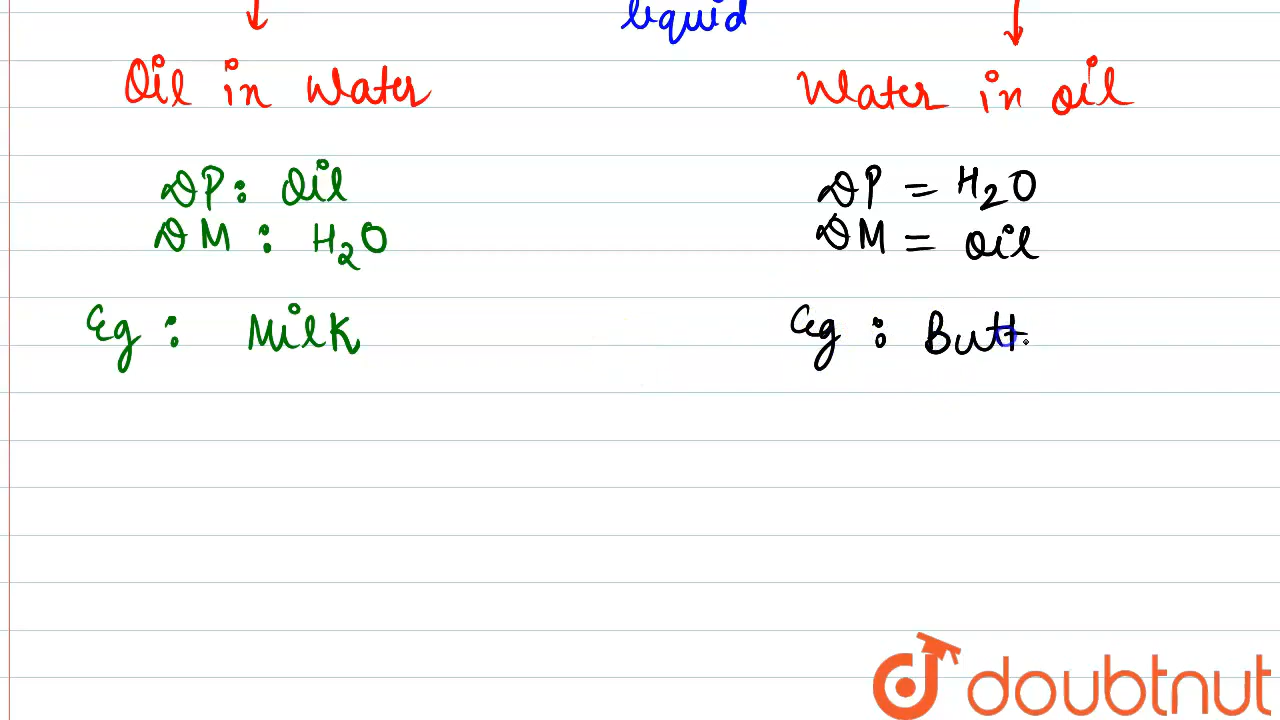 liquid
Oil in Water
Water in oil
DP : Oil
DM : H2O
Eg : Milk
DP = H2O
DM = Oil
Eg : Butt
doubtnut